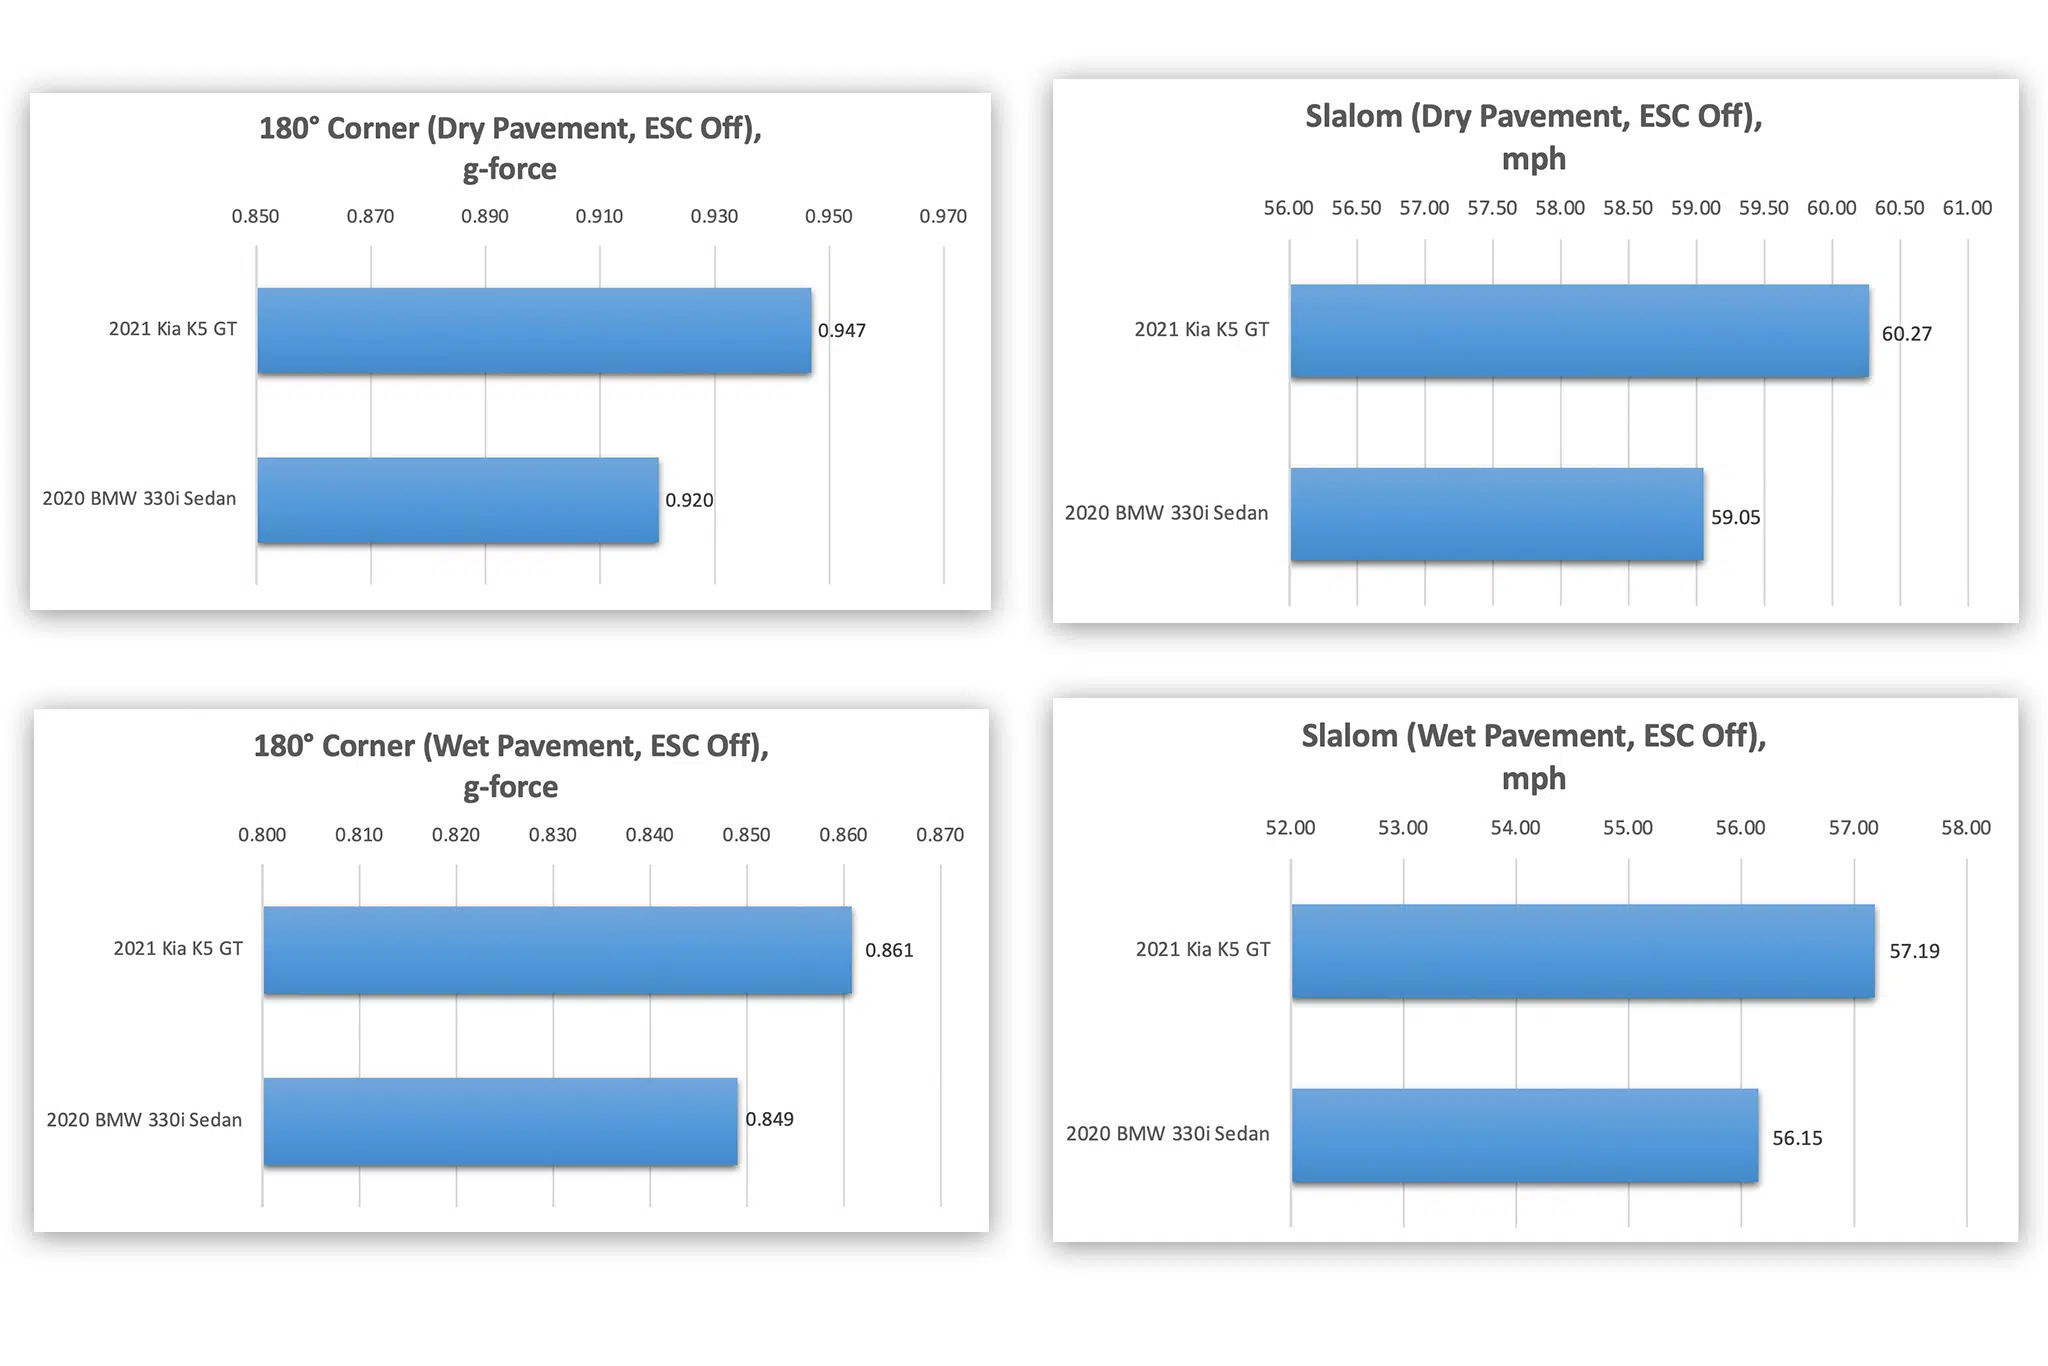 180° Corner (Dry Pavement, ESC Off),
g-force
0.850 0.870 0.890 0.910 0.930 0.950 0.970
2021 Kia K5 GT 0.947
2020 BMW 330i Sedan 0.920
Slalom (Dry Pavement, ESC Off),
mph
56.00 56.50 57.00 57.50 58.00 58.50 59.00 59.50 60.00 60.50 61.00
2021 Kia K5 GT 60.27
2020 BMW 330i Sedan 59.05
180° Corner (Wet Pavement, ESC Off),
g-force
0.800 0.810 0.820 0.830 0.840 0.850 0.860 0.870
2021 Kia K5 GT 0.861
2020 BMW 330i Sedan 0.849
Slalom (Wet Pavement, ESC Off),
mph
52.00 53.00 54.00 55.00 56.00 57.00 58.00
2021 Kia K5 GT 57.19
2020 BMW 330i Sedan 56.15